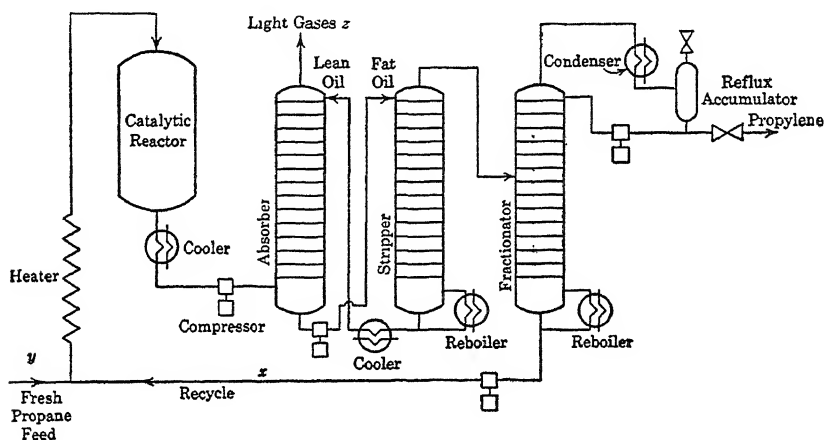 Light Gases z
Lean
Oil
Fat
Oil
Condenser
Reflux
Accumulator
Propylene
Catalytic
Reactor
Absorber
Stripper
Fractionator
Cooler
Heater
Compressor
Cooler
Reboiler
Reboiler
y
x
Fresh
Propane
Feed
Recycle